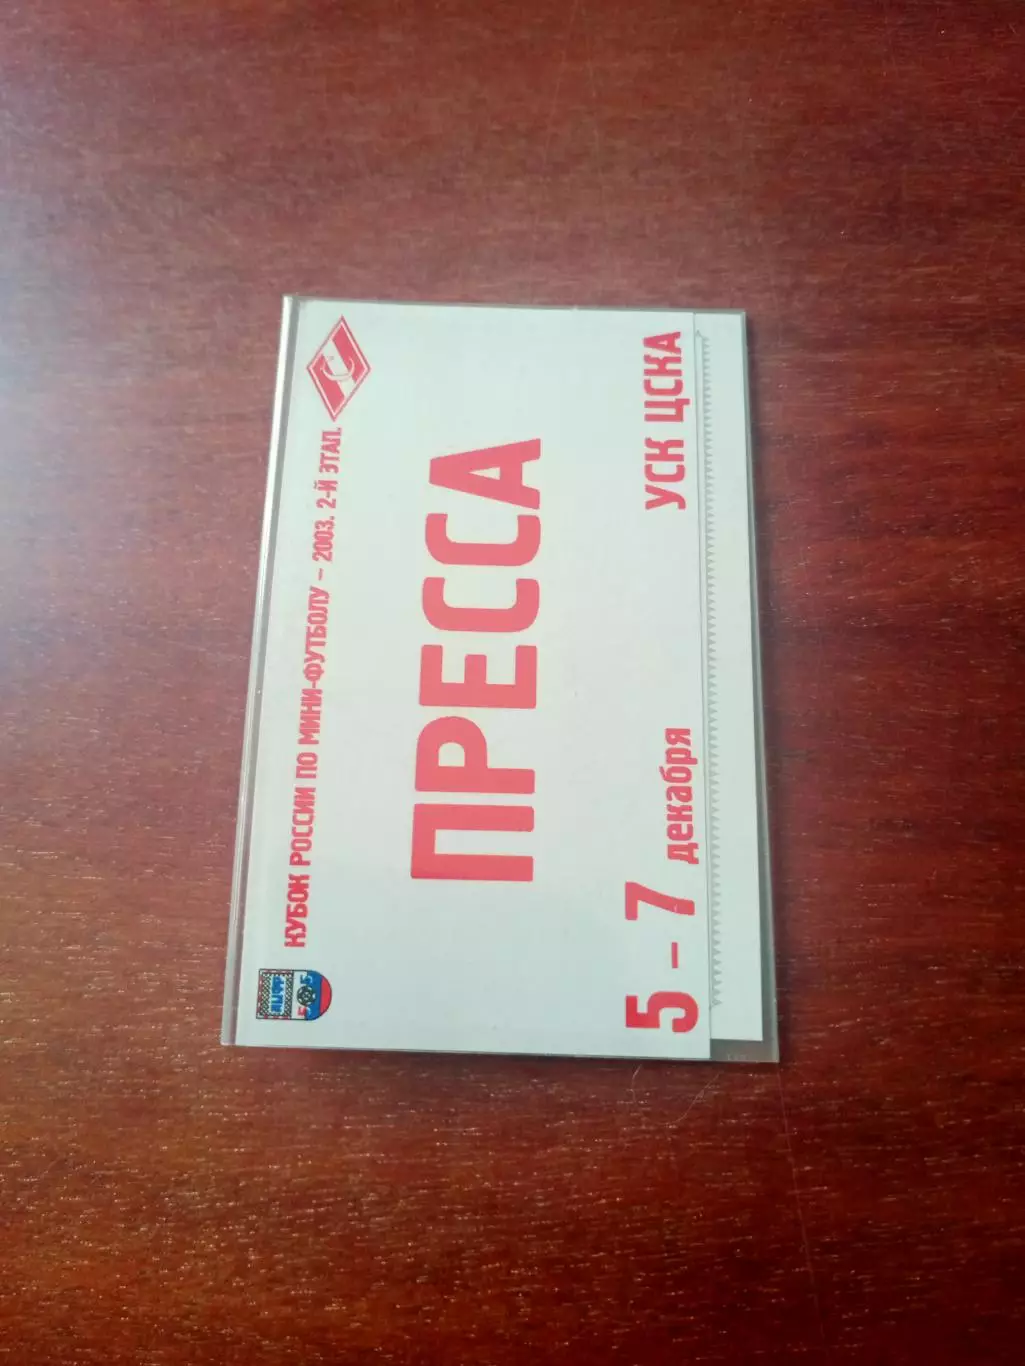 КУБОК РОССИИ ПО МИНИ-ФУТБОЛУ – 2003. 2-Й ЭТАП.
ПРЕССА
5 – 7 декабря
УСК ЦСКА